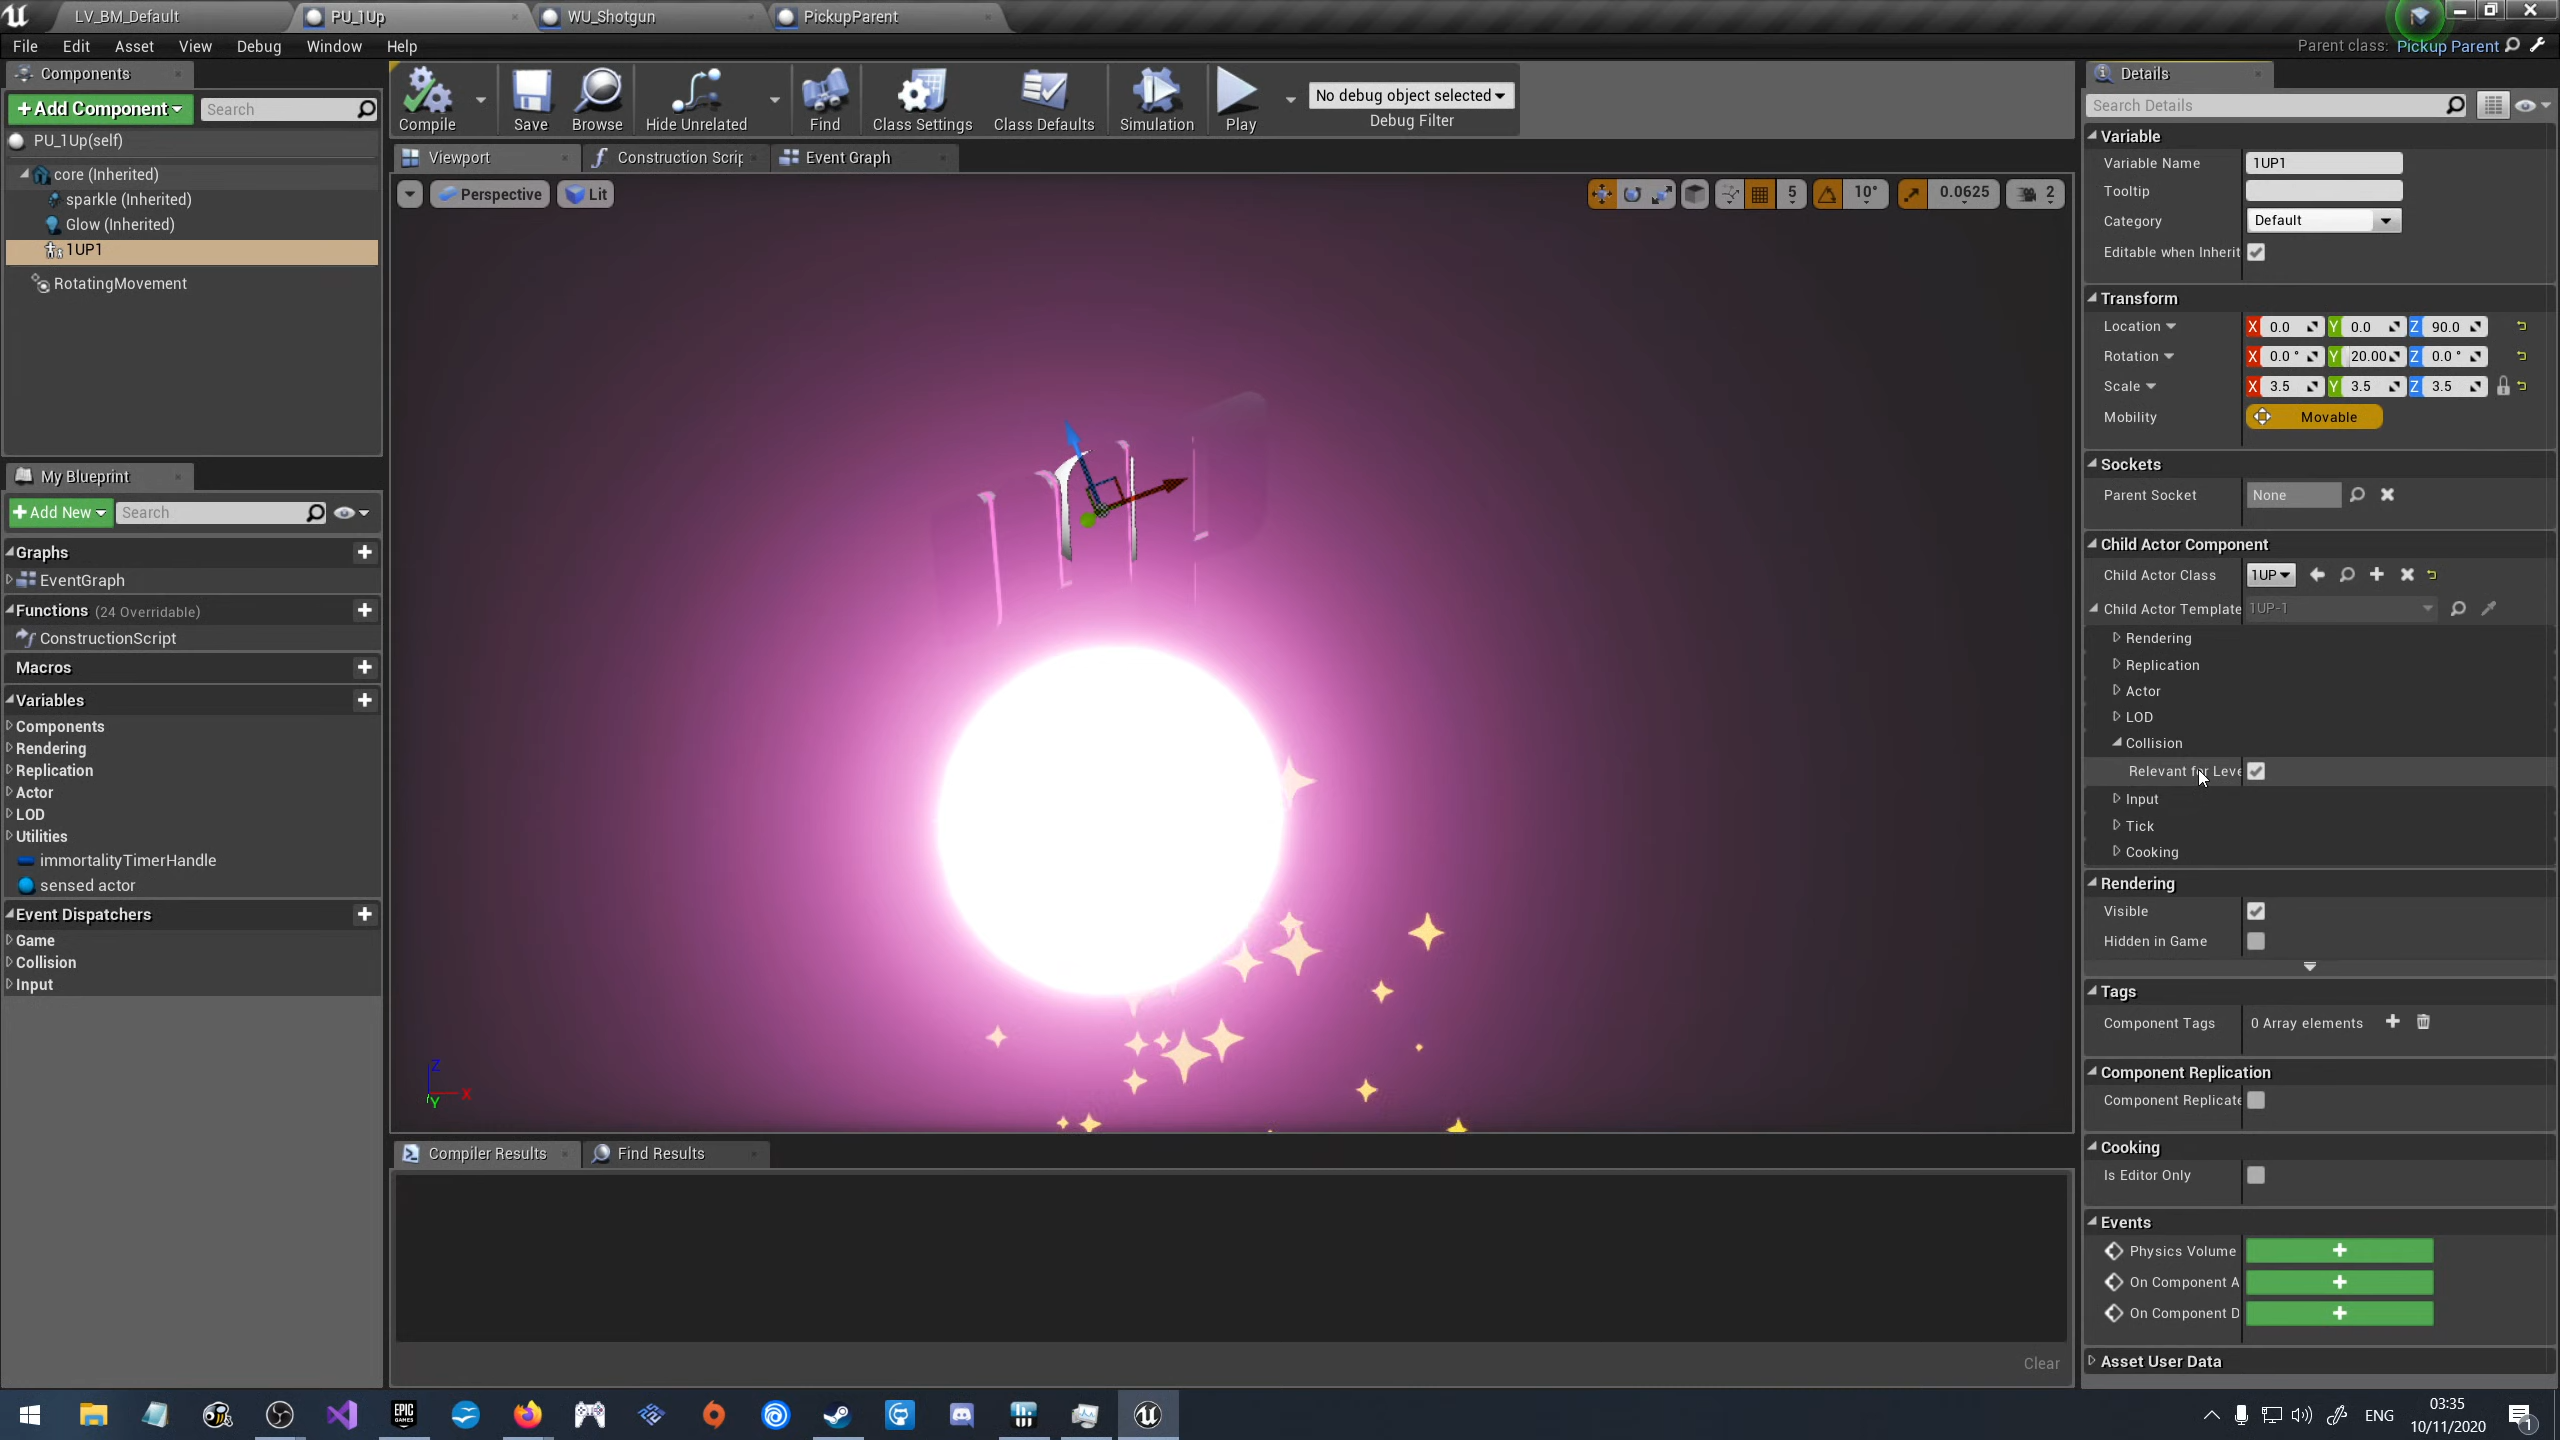 LV_BM_Default
PU_1Up
WU_Shotgun
PickupParent
File Edit Asset View Debug Window Help
Parent class: Pickup Parent
Components
+Add Component
Search
PU_1Up(self)
core (Inherited)
sparkle (Inherited)
Glow (Inherited)
1UP1
RotatingMovement
My Blueprint
+Add New
Search
Graphs
EventGraph
Functions (24 Overridable)
ConstructionScript
Macros
Variables
Components
Rendering
Replication
Actor
LOD
Utilities
immortalityTimerHandle
sensed actor
Event Dispatchers
Game
Collision
Input
Compile
Save
Browse
Hide Unrelated
Find
Class Settings
Class Defaults
Simulation
Play
No debug object selected
Debug Filter
Viewport
Construction Scrip
Event Graph
Perspective
Lit
5
10°
0.0625
2
Z
X
Y
Compiler Results
Find Results
Clear
Details
Search Details
Variable
Variable Name 1UP1
Tooltip
Category Default
Editable when Inherit
Transform
Location X 0.0 Y 0.0 Z 90.0
Rotation X 0.0 ° Y 20.00 Z 0.0 °
Scale X 3.5 Y 3.5 Z 3.5
Mobility Movable
Sockets
Parent Socket None
Child Actor Component
Child Actor Class 1UP
Child Actor Template 1UP-1
Rendering
Replication
Actor
LOD
Collision
Relevant for Leve
Input
Tick
Cooking
Rendering
Visible
Hidden in Game
Tags
Component Tags 0 Array elements
Component Replication
Component Replicate
Cooking
Is Editor Only
Events
Physics Volume
On Component A
On Component D
Asset User Data
EPIC GAMES
ENG
03:35
10/11/2020
1